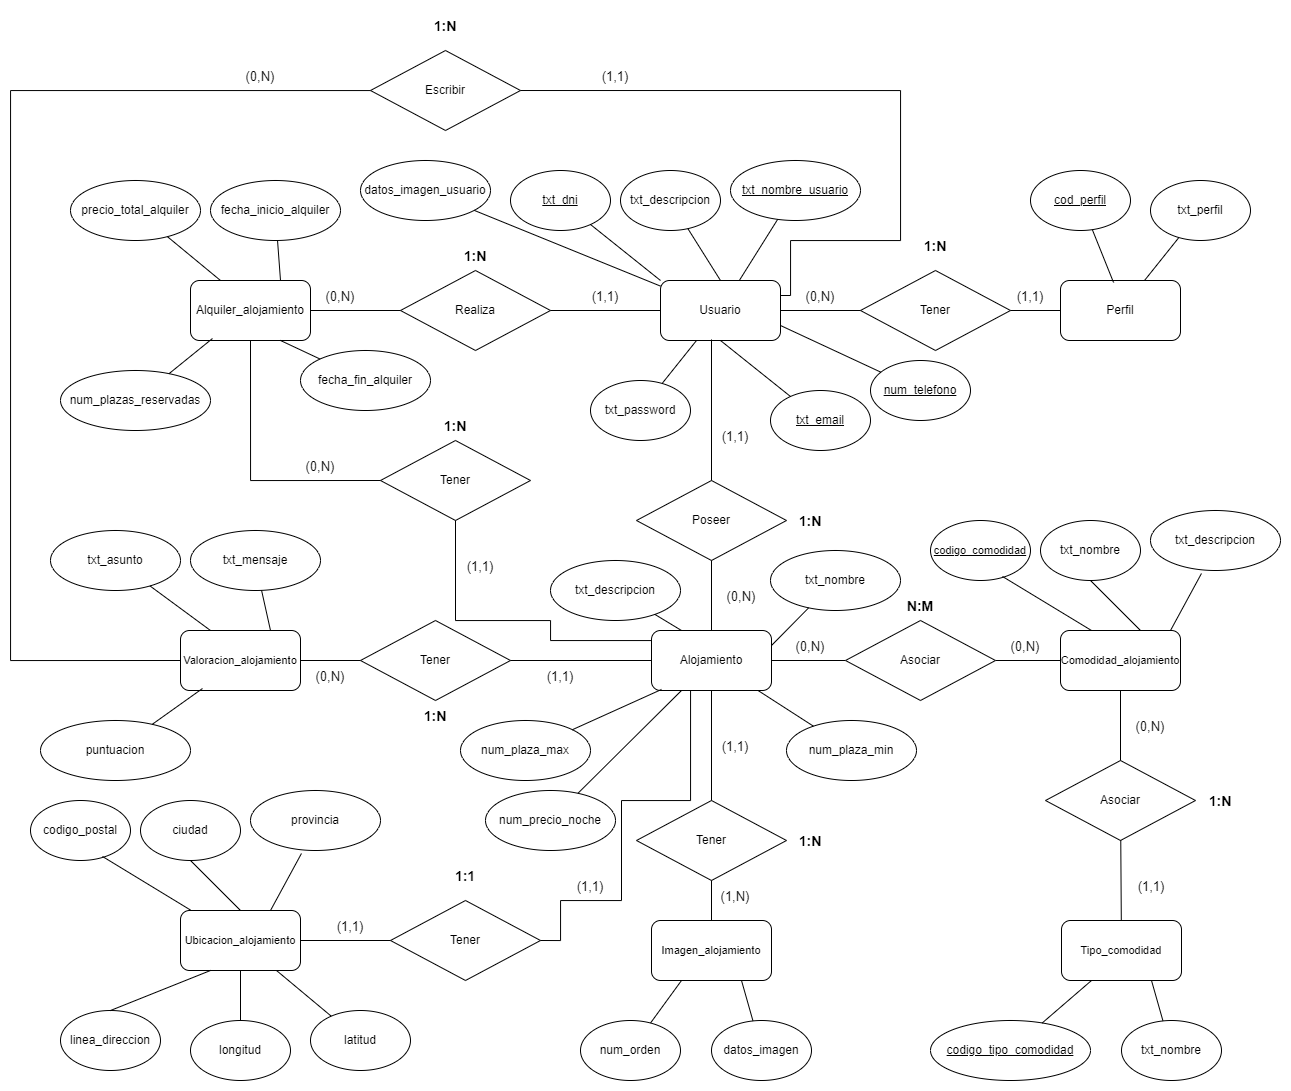 1:N
(0,N)
(1,1)
Escribir
datos_imagen_usuario
txt_dni
txt_descripcion
txt_nombre_usuario
cod_perfil
txt_perfil
precio_total_alquiler
fecha_inicio_alquiler
1:N
1:N
Alquiler_alojamiento
(0,N)
Realiza
(1,1)
Usuario
(0,N)
Tener
(1,1)
Perfil
num_plazas_reservadas
fecha_fin_alquiler
txt_password
txt_email
num_telefono
1:N
(1,1)
(0,N)
Tener
Poseer
1:N
txt_asunto
txt_mensaje
(1,1)
txt_descripcion
(0,N)
txt_nombre
codigo_comodidad
txt_nombre
txt_descripcion
N:M
Valoracion_alojamiento
(0,N)
Tener
(1,1)
Alojamiento
(0,N)
Asociar
(0,N)
Comodidad_alojamiento
1:N
puntuacion
num_plaza_max
(1,1)
num_plaza_min
(0,N)
num_precio_noche
Asociar
1:N
codigo_postal
ciudad
provincia
Tener
1:N
1:1
(1,1)
(1,N)
(1,1)
Ubicacion_alojamiento
(1,1)
Tener
Imagen_alojamiento
Tipo_comodidad
linea_direccion
longitud
latitud
num_orden
datos_imagen
codigo_tipo_comodidad
txt_nombre